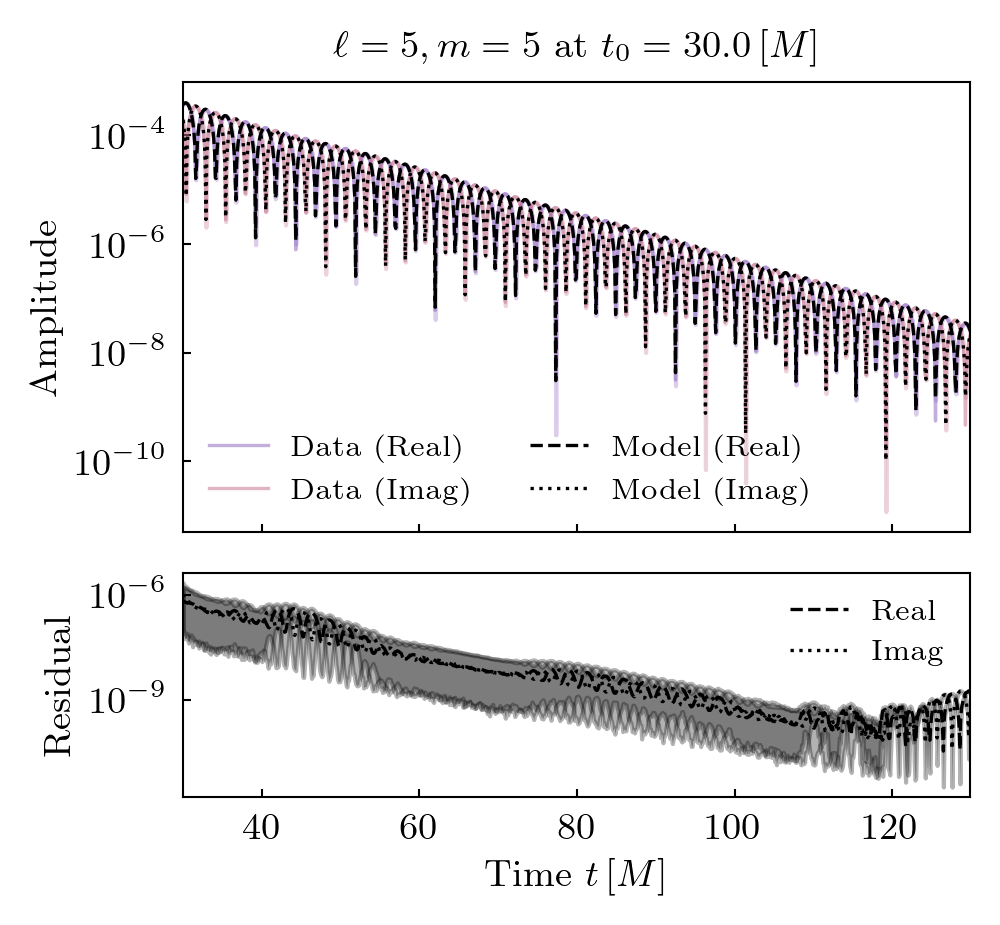 ℓ = 5, m = 5 at t₀ = 30.0 [M]
Amplitude
10⁻⁴
10⁻⁶
10⁻⁸
10⁻¹⁰
Data (Real)
Data (Imag)
Model (Real)
Model (Imag)
Residual
10⁻⁶
10⁻⁹
Real
Imag
40 60 80 100 120
Time t [M]